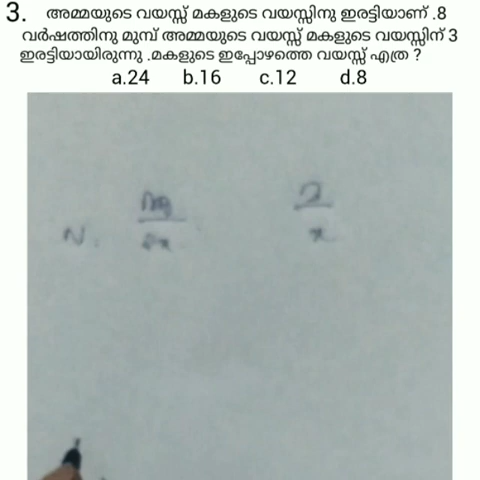 3. അമ്മയുടെ വയസ്സ് മകളുടെ വയസ്സിനു ഇരട്ടിയാണ് .8
വർഷത്തിനു മുമ്പ് അമ്മയുടെ വയസ്സ് മകളുടെ വയസ്സിന് 3
ഇരട്ടിയായിരുന്നു .മകളുടെ ഇപ്പോഴത്തെ വയസ്സ് എത്ര ?
a.24 b.16 c.12 d.8
N.
2x x